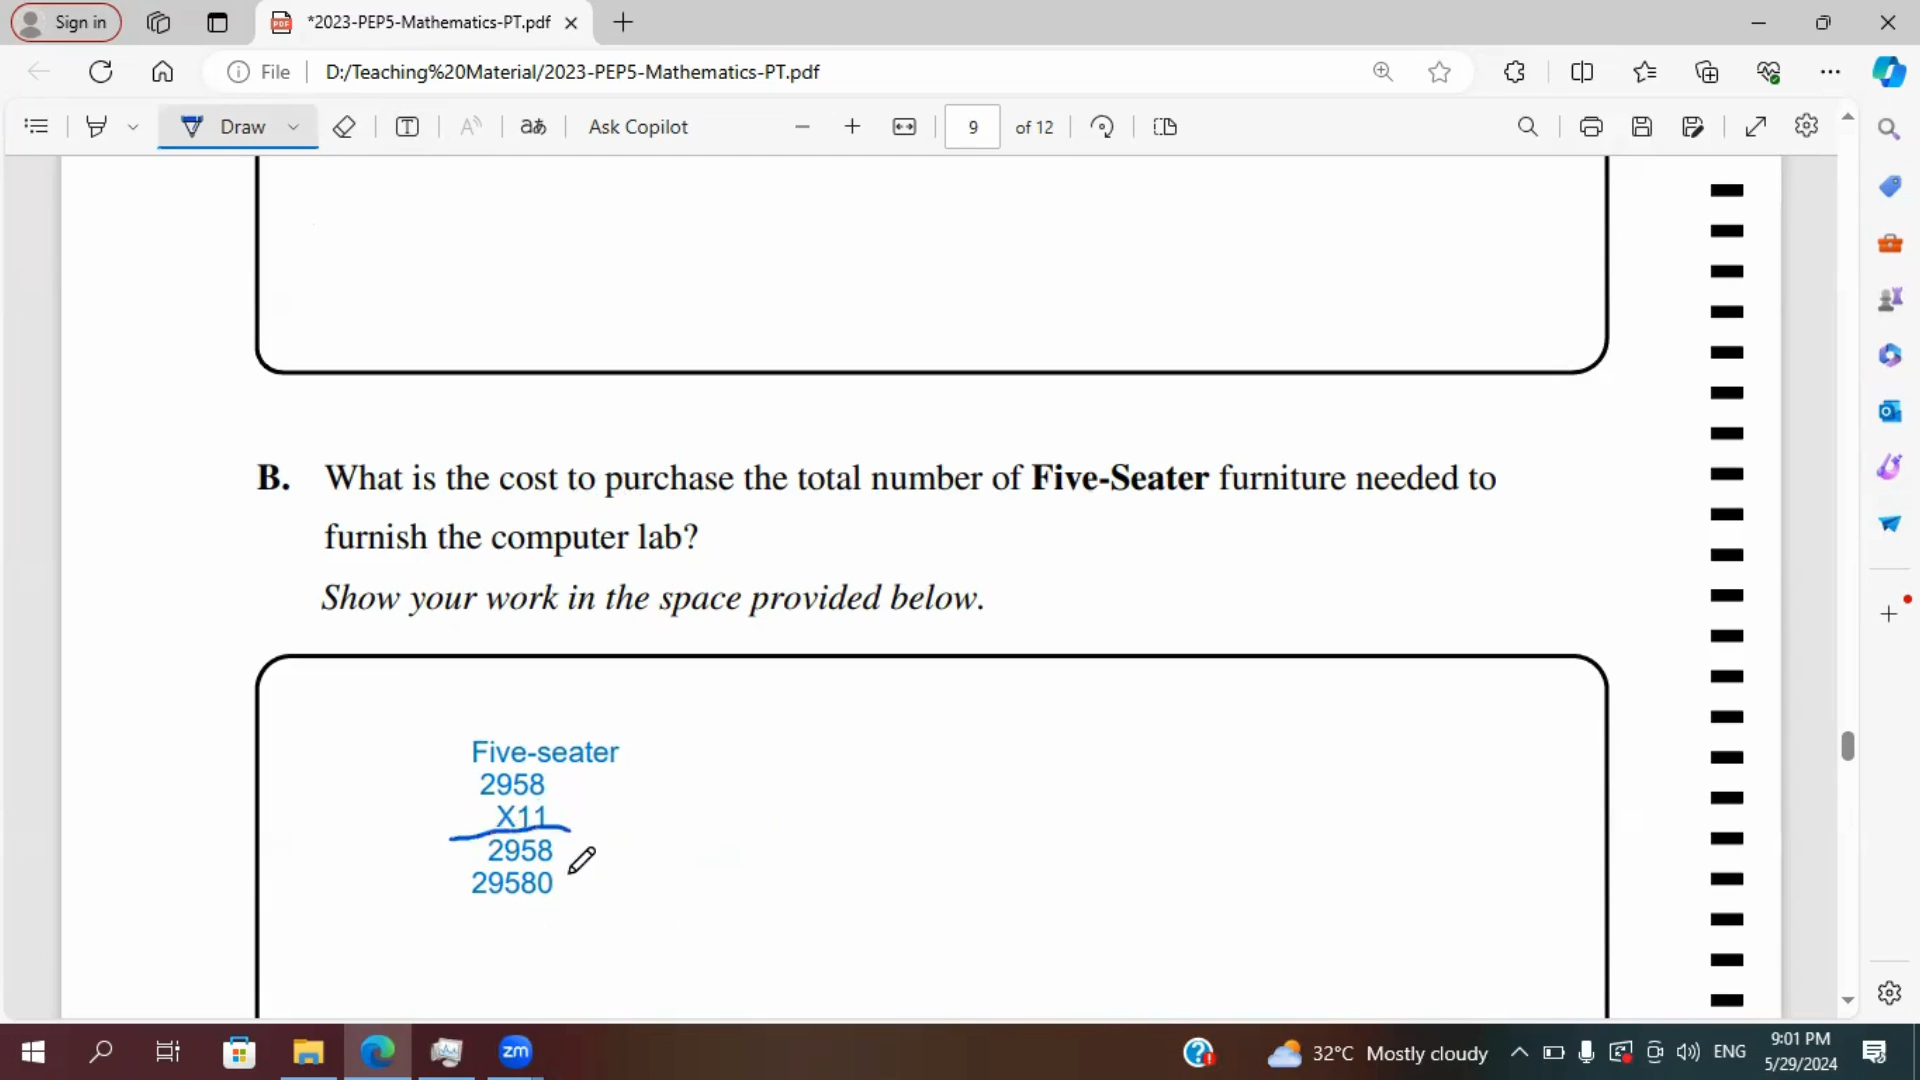 Sign in
*2023-PEP5-Mathematics-PT.pdf
File
D:/Teaching%20Material/2023-PEP5-Mathematics-PT.pdf
Draw
aあ
Ask Copilot
9
of 12
B. What is the cost to purchase the total number of Five-Seater furniture needed to
furnish the computer lab?
Show your work in the space provided below.
Five-seater
2958
X11
2958
29580
zm
32°C Mostly cloudy
ENG
9:01 PM
5/29/2024